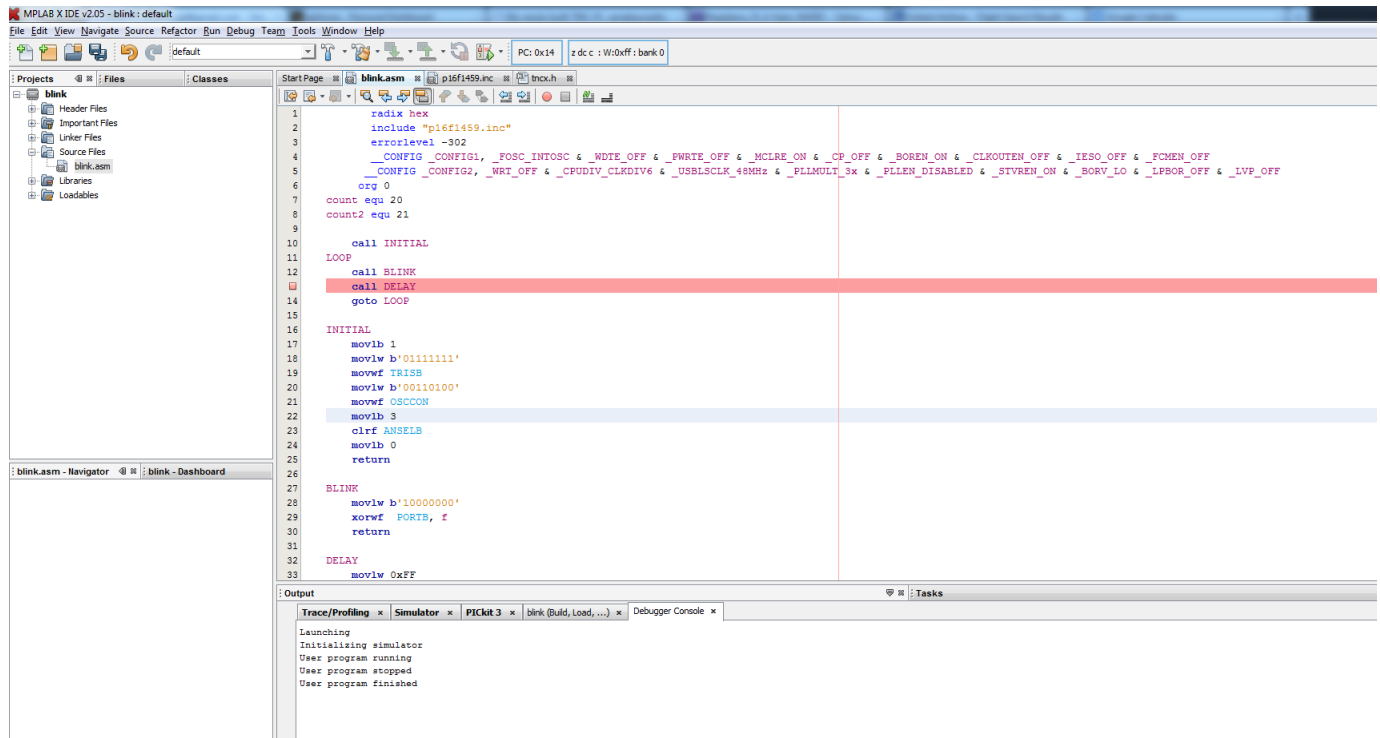 MPLAB X IDE v2.05 - blink : default
File Edit View Navigate Source Refactor Run Debug Team Tools Window Help
default PC: 0x14 z dc c : W:0xff : bank 0
Projects Files Classes
Start Page blink.asm p16f1459.inc tncx.h
blink
Header Files
Important Files
Linker Files
Source Files
blink.asm
Libraries
Loadables
1 radix hex
2 include "p16f1459.inc"
3 errorlevel -302
4 __CONFIG _CONFIG1, _FOSC_INTOSC & _WDTE_OFF & _PWRTE_OFF & _MCLRE_ON & _CP_OFF & _BOREN_ON & _CLKOUTEN_OFF & _IESO_OFF & _FCMEN_OFF
5 __CONFIG _CONFIG2, _WRT_OFF & _CPUDIV_CLKDIV6 & _USBLSCLK_48MHz & _PLLMULT_3x & _PLLEN_DISABLED & _STVREN_ON & _BORV_LO & _LPBOR_OFF & _LVP_OFF
6 org 0
7 count equ 20
8 count2 equ 21
9
10 call INITIAL
11 LOOP
12 call BLINK
call DELAY
14 goto LOOP
15
16 INITIAL
17 movlb 1
18 movlw b'01111111'
19 movwf TRISB
20 movlw b'00110100'
21 movwf OSCCON
22 movlb 3
23 clrf ANSELB
24 movlb 0
25 return
26
27 BLINK
28 movlw b'10000000'
29 xorwf PORTB, f
30 return
31
32 DELAY
33 movlw 0xFF
blink.asm - Navigator blink - Dashboard
Output Tasks
Trace/Profiling Simulator PICkit 3 blink (Build, Load, ...) Debugger Console
Launching
Initializing simulator
User program running
User program stopped
User program finished